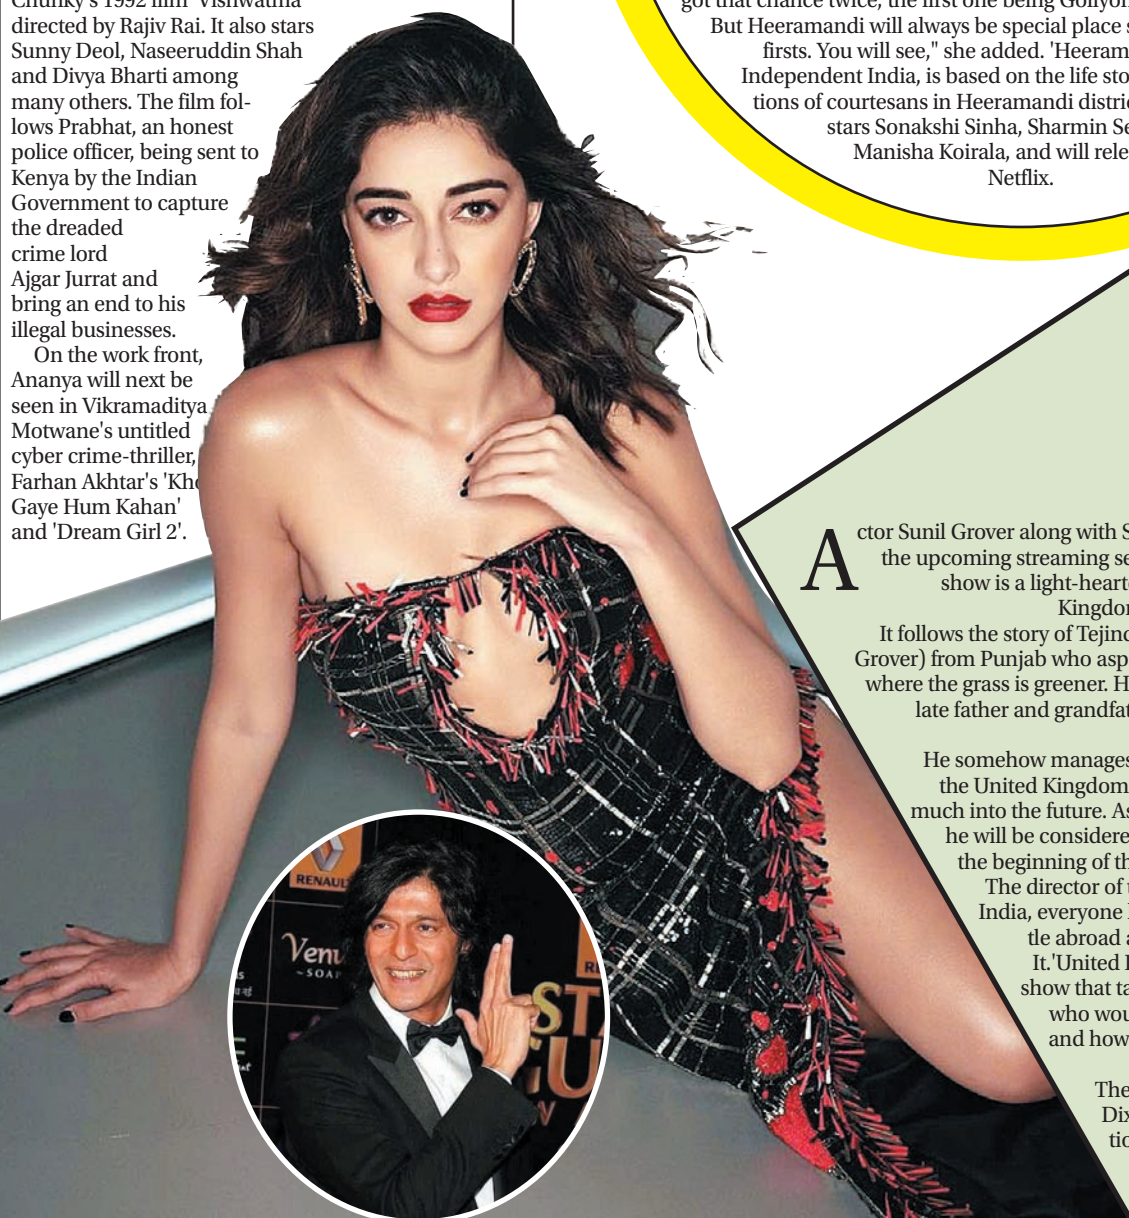 Chunky's 1992 film 'Vishwatma'
directed by Rajiv Rai. It also stars
Sunny Deol, Naseeruddin Shah
and Divya Bharti among
many others. The film fol-
lows Prabhat, an honest
police officer, being sent to
Kenya by the Indian
Government to capture
the dreaded
crime lord
Ajgar Jurrat and
bring an end to his
illegal businesses.
On the work front,
Ananya will next be
seen in Vikramaditya
Motwane's untitled
cyber crime-thriller,
Farhan Akhtar's 'Kho
Gaye Hum Kahan'
and 'Dream Girl 2'.
got that chance twice, the first one being Goliyon
But Heeramandi will always be special place s
firsts. You will see," she added. 'Heeram
Independent India, is based on the life sto
tions of courtesans in Heeramandi distri
stars Sonakshi Sinha, Sharmin Se
Manisha Koirala, and will rele
Netflix.
Actor Sunil Grover along with S
the upcoming streaming se
show is a light-hearte
Kingdom
It follows the story of Tejind
Grover) from Punjab who asp
where the grass is greener. H
late father and grandfat
He somehow manages
the United Kingdom
much into the future. As
he will be considere
the beginning of th
The director of
India, everyone
tle abroad a
It.'United
show that ta
who wou
and how
The
Dix
tio
RENAULT
Venu
~SOAP
STA
GU